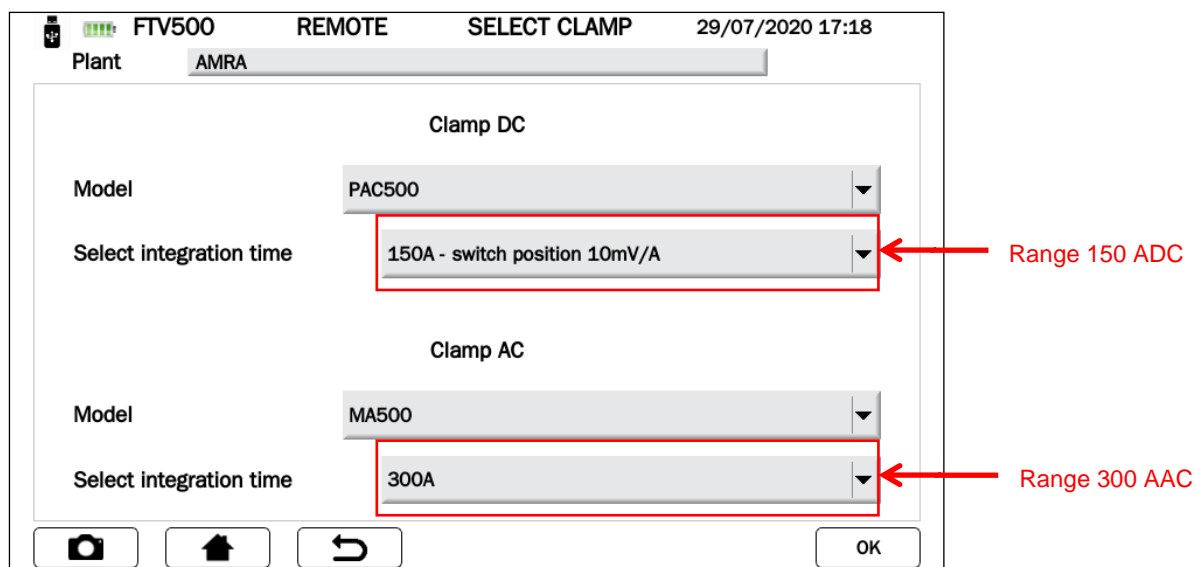 FTV500 REMOTE SELECT CLAMP 29/07/2020 17:18
Plant AMRA
Clamp DC
Model PAC500
Select integration time 150A - switch position 10mV/A Range 150 ADC
Clamp AC
Model MA500
Select integration time 300A Range 300 AAC
OK